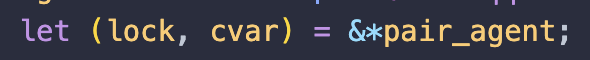 let (lock, cvar) = &*pair_agent;